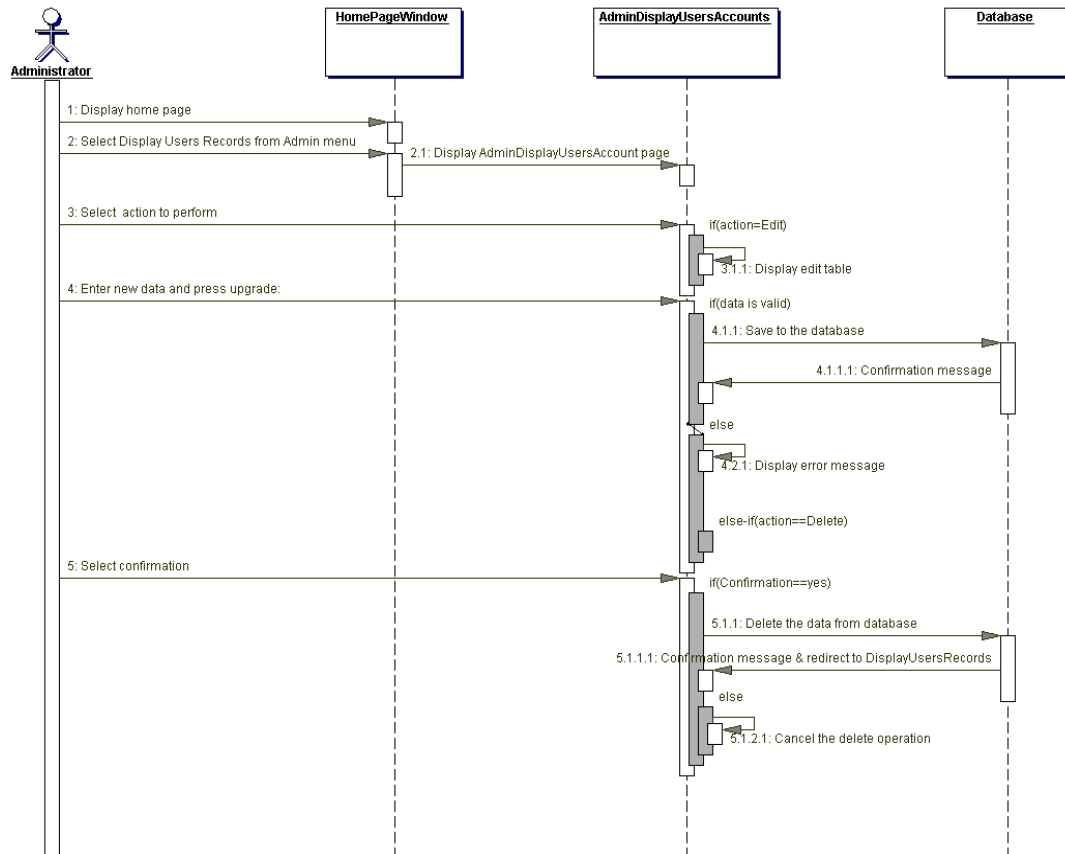 HomePageWindow
AdminDisplayUsersAccounts
Database
Administrator
1: Display home page
2: Select Display Users Records from Admin menu
2.1: Display AdminDisplayUsersAccount page
3: Select  action to perform
if(action=Edit)
3.1.1: Display edit table
4: Enter new data and press upgrade:
if(data is valid)
4.1.1: Save to the database
4.1.1.1: Confirmation message
else
4.2.1: Display error message
else-if(action==Delete)
5: Select confirmation
if(Confirmation==yes)
5.1.1: Delete the data from database
5.1.1.1: Confirmation message & redirect to DisplayUsersRecords
else
5.1.2.1: Cancel the delete operation